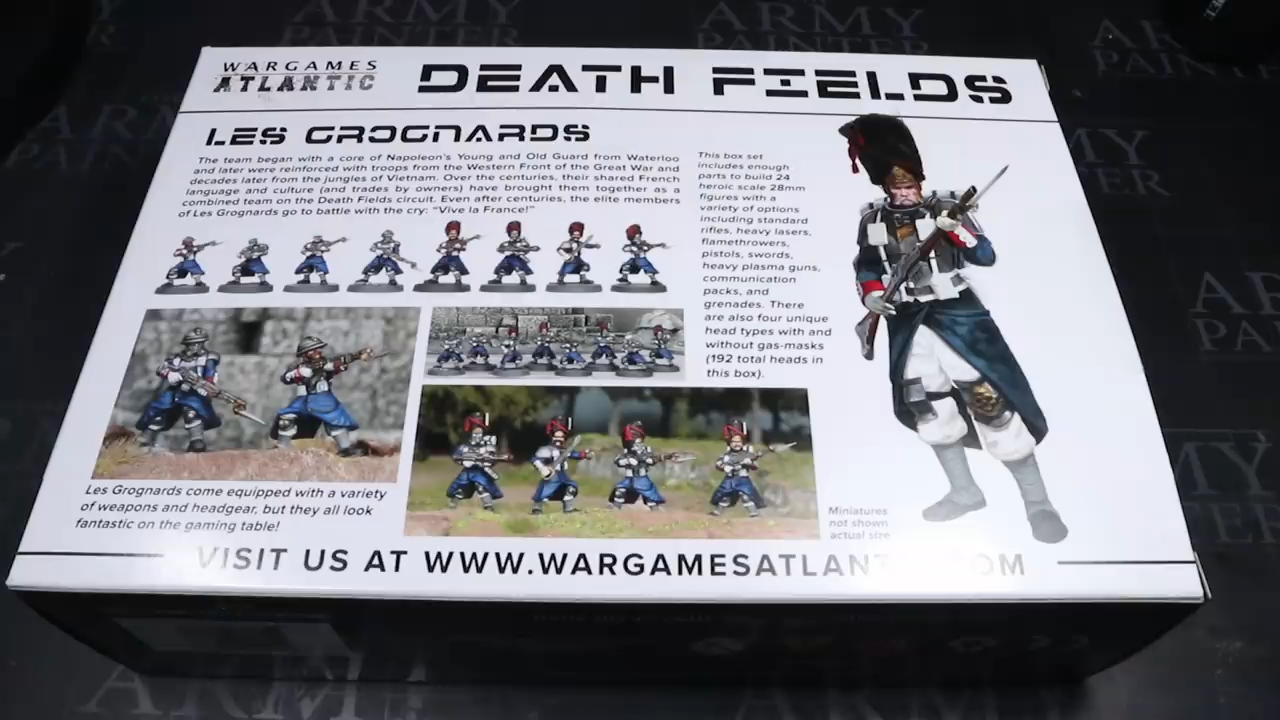 WARGAMES
ATLANTIC
DEATH FIELDS
LES GROGNARDS
The team began with a core of Napoleon's Young and Old Guard from Waterloo
and later were reinforced with troops from the Western Front of the Great War and
decades later from the jungles of Vietnam. Over the centuries, their shared French
language and culture (and trades by owners) have brought them together as a
combined team on the Death Fields circuit. Even after centuries, the elite members
of Les Grognards go to battle with the cry: "Vive la France!"
This box set
includes enough
parts to build 24
heroic scale 28mm
figures with a
variety of options
including standard
rifles, heavy lasers,
flamethrowers,
pistols, swords,
heavy plasma guns,
communication
packs, and
grenades. There
are also four unique
head types with and
without gas-masks
(192 total heads in
this box).
Les Grognards come equipped with a variety
of weapons and headgear, but they all look
fantastic on the gaming table!
Miniatures
not shown
actual size
VISIT US AT WWW.WARGAMESATLAN OM
ARMY
PAINTER
ARMY
PAINTER